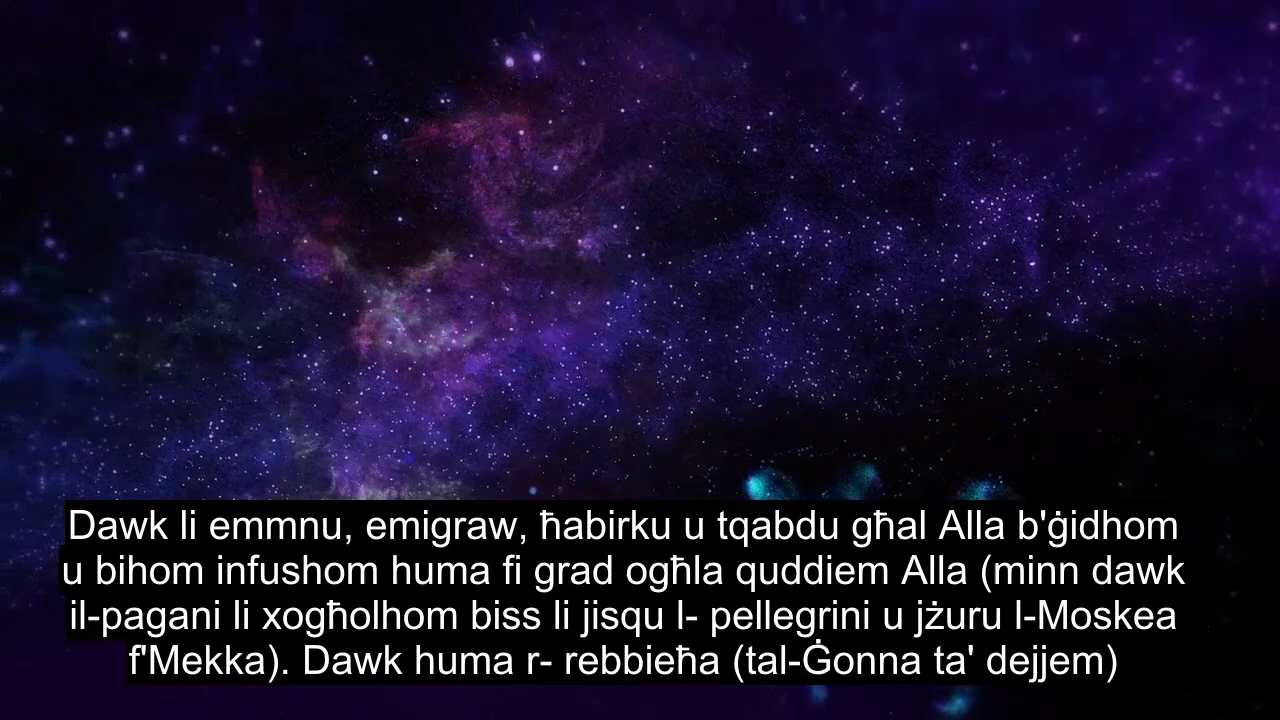 Dawk li emmnu, emigraw, ħabirku u tqabdu għal Alla b'ġidhom
u bihom infushom huma fi grad ogħla quddiem Alla (minn dawk
il-pagani li xogħolhom biss li jisqu l- pellegrini u jżuru l-Moskea
f'Mekka). Dawk huma r- rebbieħa (tal-Ġonna ta' dejjem)